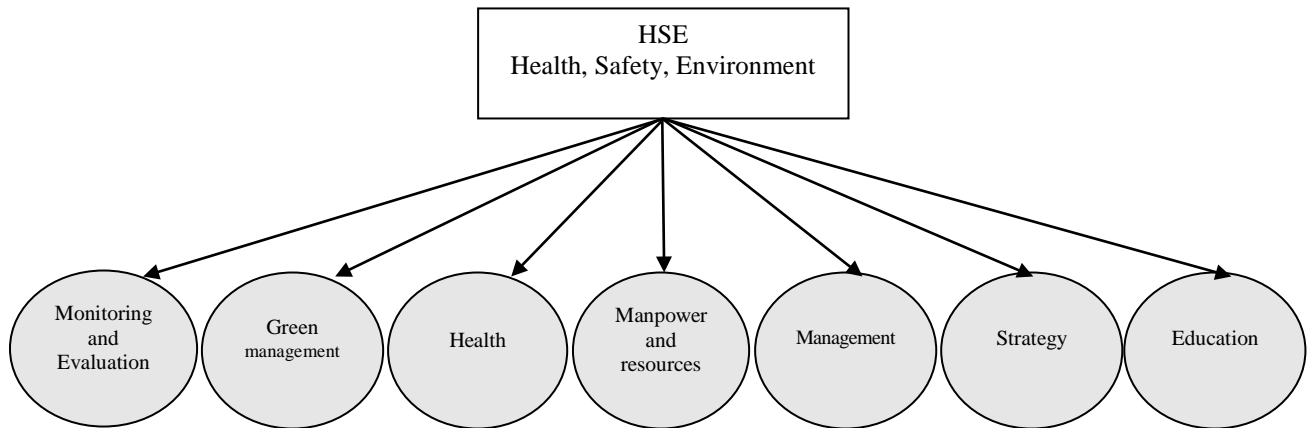 HSE
Health, Safety, Environment
Monitoring
and
Evaluation
Green
management
Health
Manpower
and
resources
Management
Strategy
Education